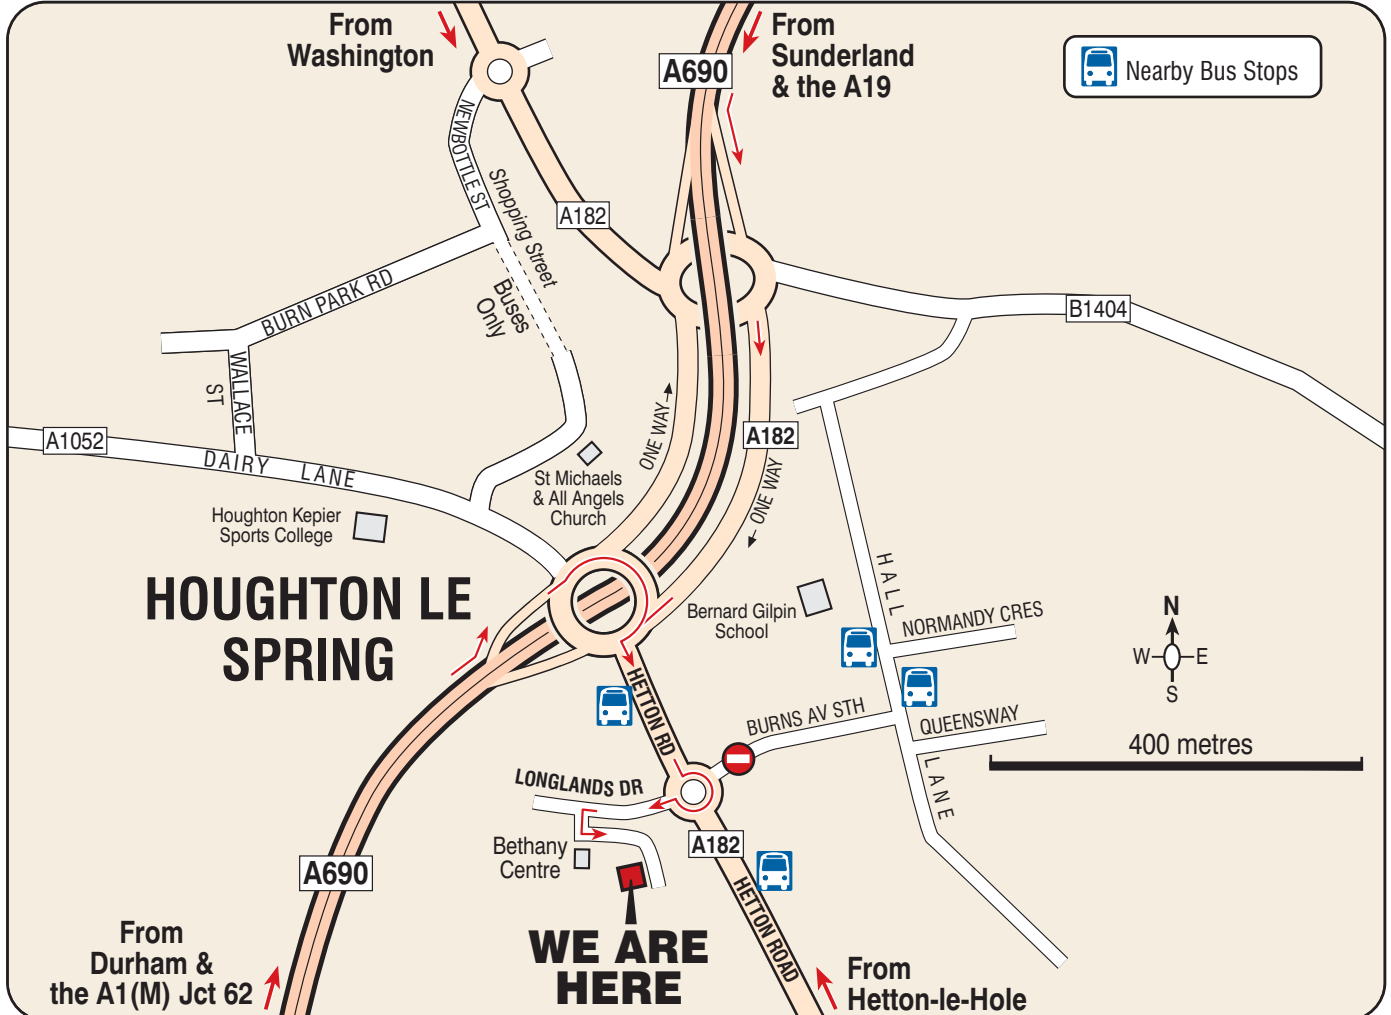 From
Washington
A690
From
Sunderland
& the A19
Nearby Bus Stops
NEWBOTTLE ST
Shopping Street
Buses
Only
A182
BURN PARK RD
B1404
WALLACE
ST
A1052
DAIRY LANE
ONE WAY
A182
ONE WAY
St Michaels
& All Angels
Church
Houghton Kepier
Sports College
HOUGHTON LE
SPRING
Bernard Gilpin
School
HALL
LANE
NORMANDY CRES
N
W E
S
HETTON RD
BURNS AV STH
QUEENSWAY
400 metres
LONGLANDS DR
Bethany
Centre
A182
A690
HETTON ROAD
WE ARE
HERE
From
Durham &
the A1(M) Jct 62
From
Hetton-le-Hole